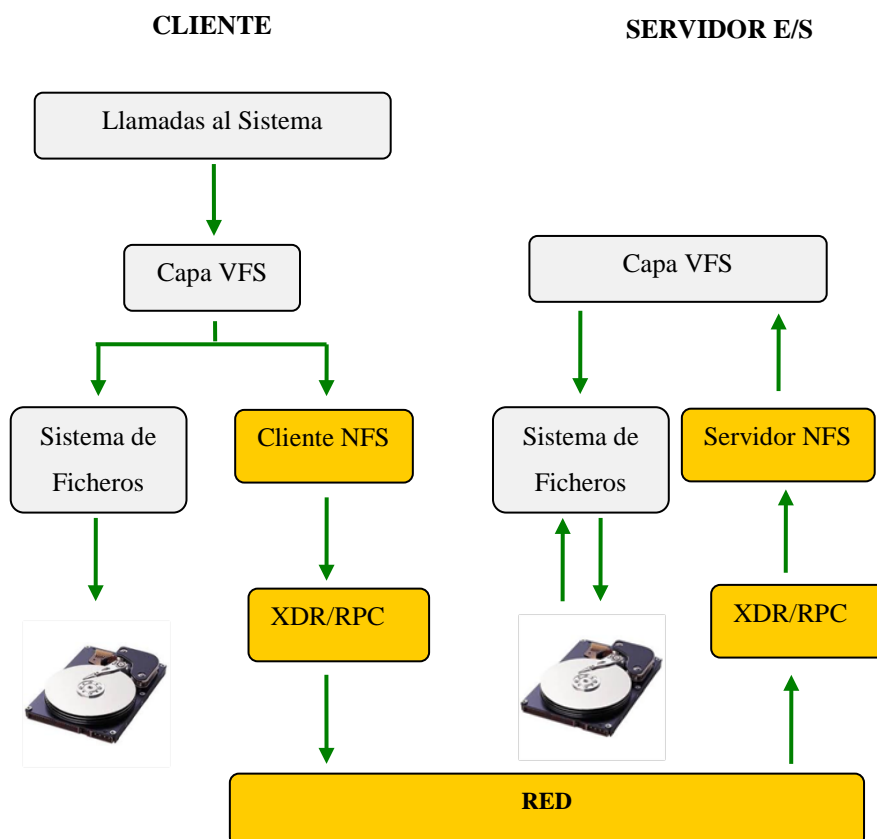 CLIENTE
SERVIDOR E/S
Llamadas al Sistema
Capa VFS
Capa VFS
Sistema de
Ficheros
Cliente NFS
Sistema de
Ficheros
Servidor NFS
XDR/RPC
XDR/RPC
RED